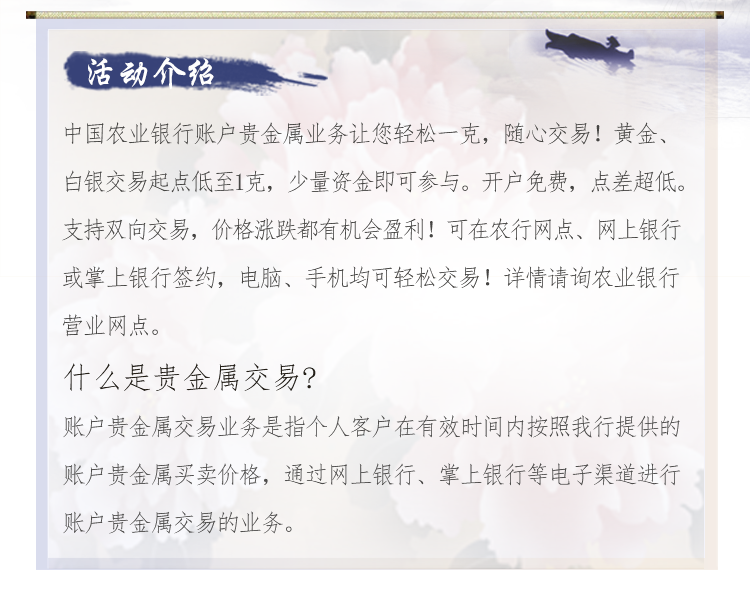 活动介绍
中国农业银行账户贵金属业务让您轻松一克，随心交易！黄金、
白银交易起点低至1克，少量资金即可参与。开户免费，点差超低。
支持双向交易，价格涨跌都有机会盈利！可在农行网点、网上银行
或掌上银行签约，电脑、手机均可轻松交易！详情请询农业银行
营业网点。
什么是贵金属交易?
账户贵金属交易业务是指个人客户在有效时间内按照我行提供的
账户贵金属买卖价格，通过网上银行、掌上银行等电子渠道进行
账户贵金属交易的业务。